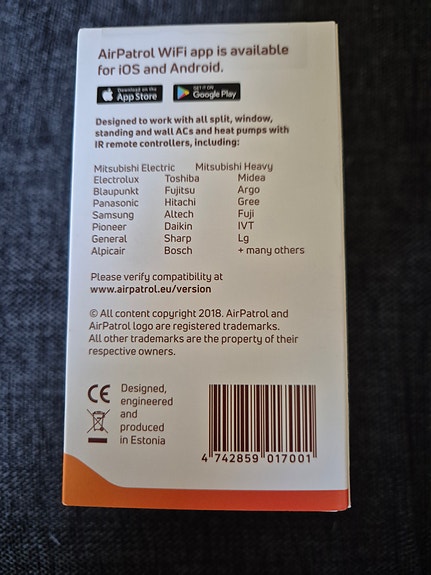 AirPatrol WiFi app is available
for iOS and Android.
Download on the
App Store
GET IT ON
Google Play
Designed to work with all split, window,
standing and wall ACs and heat pumps with
IR remote controllers, including:
Mitsubishi Electric Mitsubishi Heavy
Electrolux Toshiba Midea
Blaupunkt Fujitsu Argo
Panasonic Hitachi Gree
Samsung Altech Fuji
Pioneer Daikin IVT
General Sharp Lg
Alpicair Bosch + many others
Please verify compatibility at
www.airpatrol.eu/version
© All content copyright 2018. AirPatrol and
AirPatrol logo are registered trademarks.
All other trademarks are the property of their
respective owners.
CE
Designed,
engineered
and
produced
in Estonia
4 742859 017001